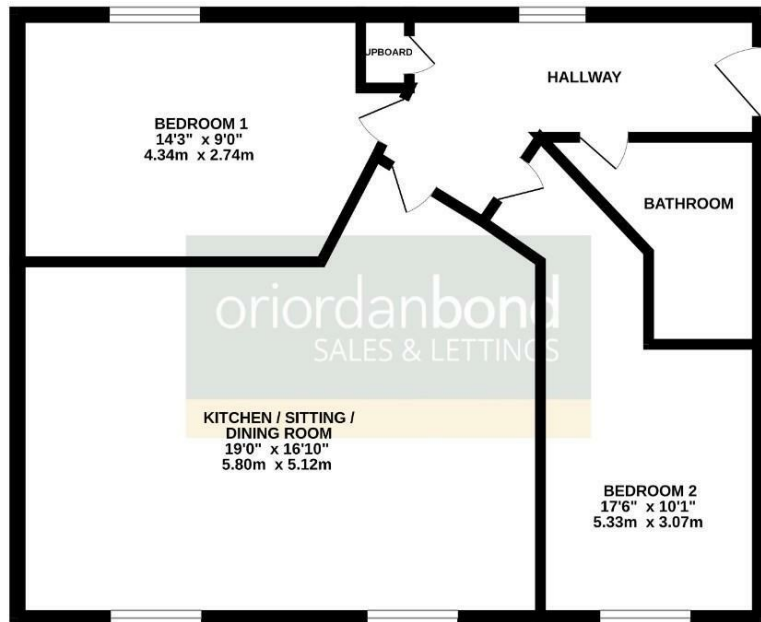 UPBOARD
HALLWAY
BEDROOM 1
14'3" x 9'0"
4.34m x 2.74m
BATHROOM
oriordanbond
SALES & LETTINGS
KITCHEN / SITTING /
DINING ROOM
19'0" x 16'10"
5.80m x 5.12m
BEDROOM 2
17'6" x 10'1"
5.33m x 3.07m